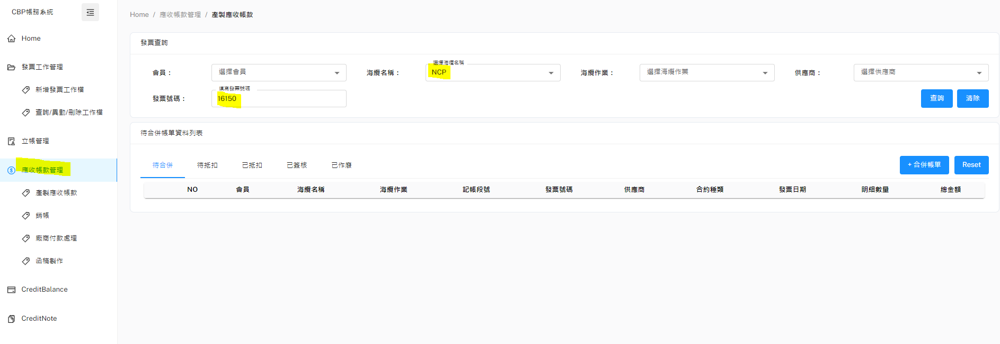 CBP帳務系統
Home
發票工作管理
新增發票工作檔
查詢/異動/刪除工作檔
立帳管理
應收帳款管理
產製應收帳款
銷帳
廠商付款處理
函稿製作
CreditBalance
CreditNote
Home / 應收帳款管理 / 產製應收帳款
發票查詢
會員： 選擇會員 海纜名稱： 選擇海纜名稱 NCP 海纜作業： 選擇海纜作業 供應商： 選擇供應商
發票號碼： 填寫發票號碼 16150 查詢 清除
待合併帳單資料列表
待合併 待抵扣 已抵扣 已簽核 已作廢 + 合併帳單 Reset
NO 會員 海纜名稱 海纜作業 記帳段號 發票號碼 供應商 合約種類 發票日期 明細數量 總金額